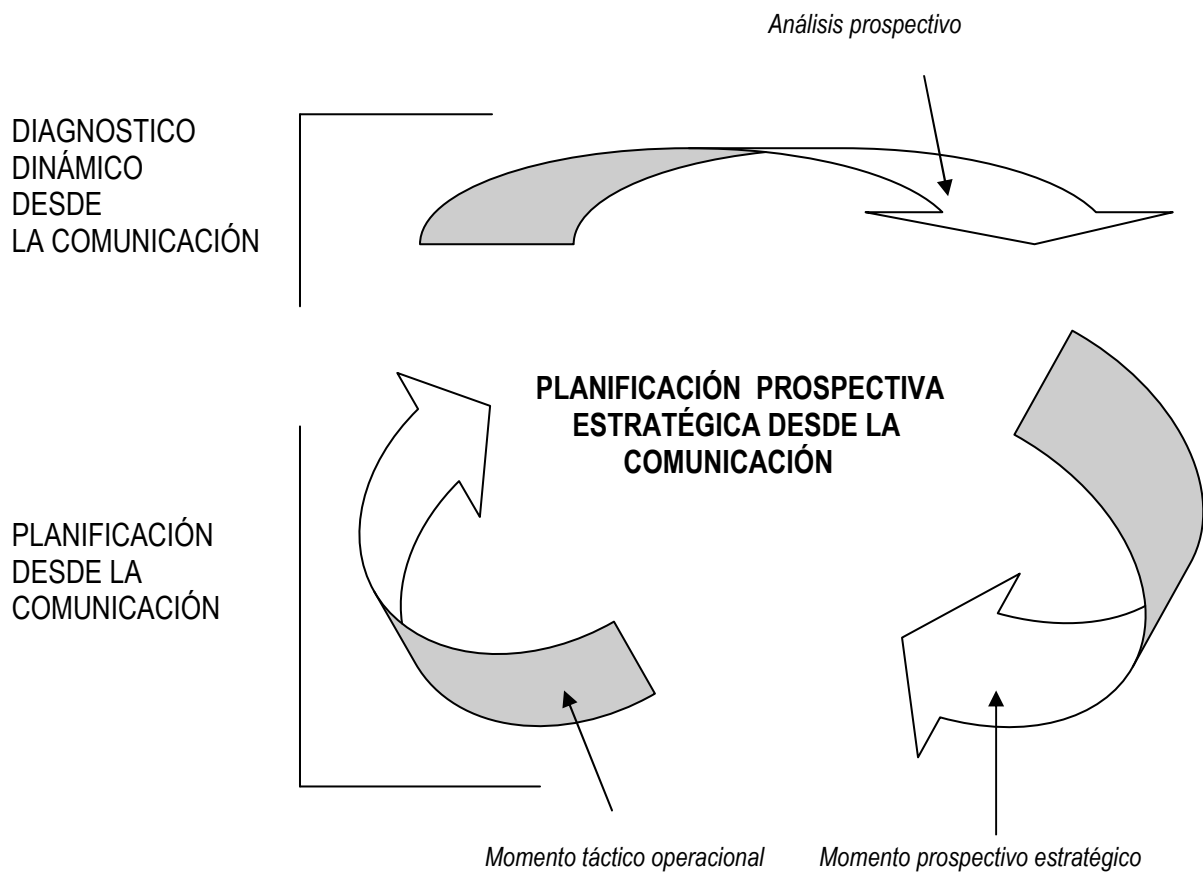 Análisis prospectivo
DIAGNOSTICO
DINÁMICO
DESDE
LA COMUNICACIÓN
PLANIFICACIÓN PROSPECTIVA
ESTRATÉGICA DESDE LA
COMUNICACIÓN
PLANIFICACIÓN
DESDE LA
COMUNICACIÓN
Momento táctico operacional
Momento prospectivo estratégico